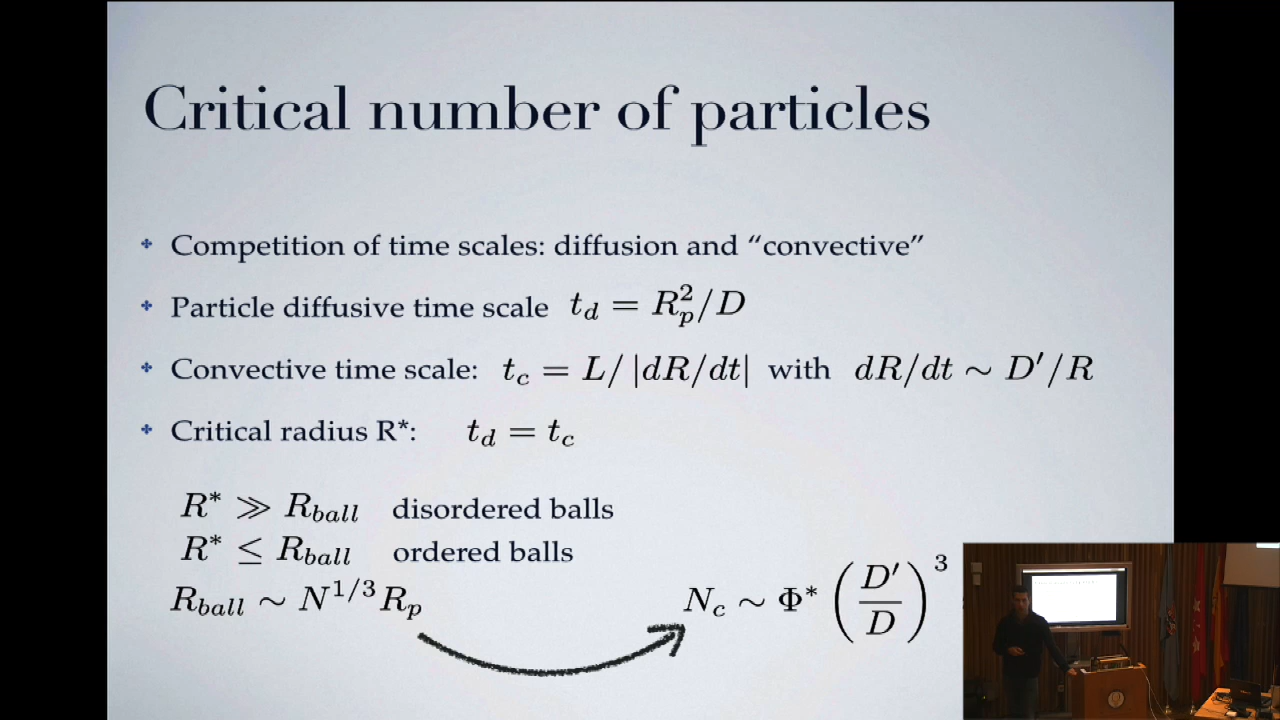 Critical number of particles
Competition of time scales: diffusion and “convective”
Particle diffusive time scale $t_d = R_p^2/D$
Convective time scale: $t_c = L/|dR/dt|$ with $dR/dt \sim D'/R$
Critical radius R*: $t_d = t_c$
$R^* \gg R_{ball}$ disordered balls
$R^* \leq R_{ball}$ ordered balls
$R_{ball} \sim N^{1/3} R_p$ $N_c \sim \Phi^* \left(\frac{D'}{D}\right)^3$